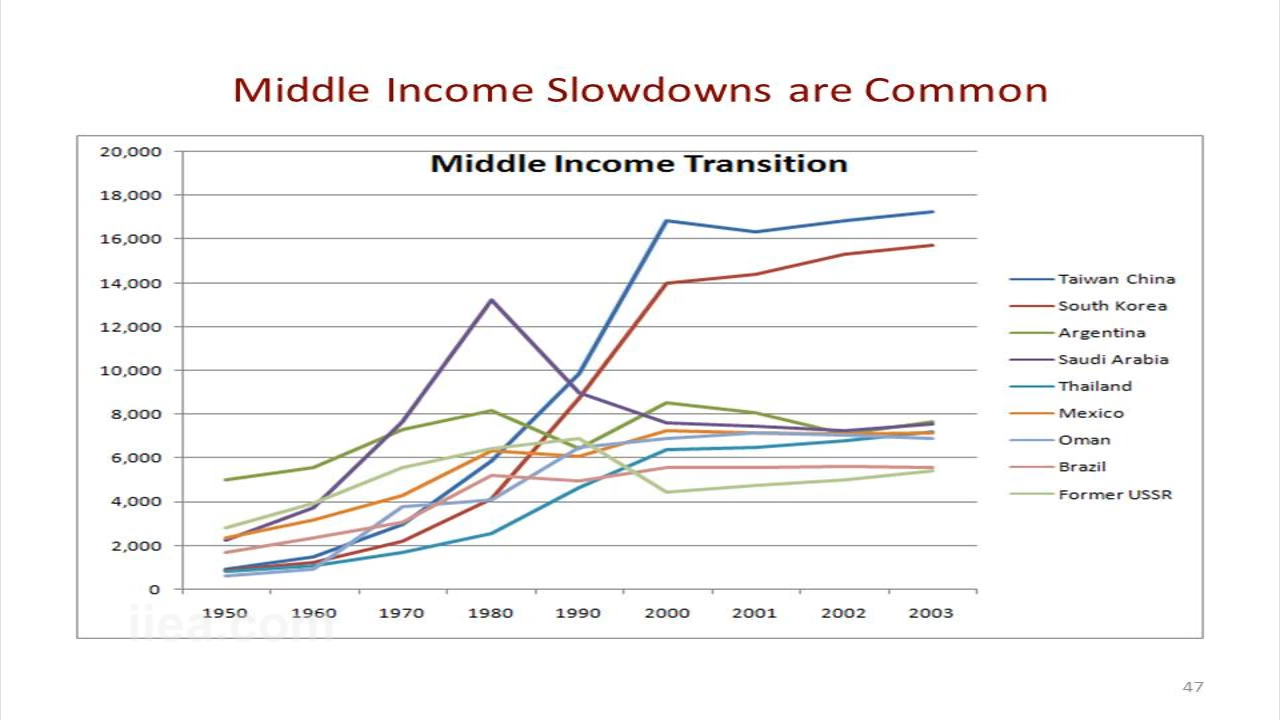 Middle Income Slowdowns are Common
Middle Income Transition
20,000
18,000
16,000
14,000
12,000
10,000
8,000
6,000
4,000
2,000
0
1950 1960 1970 1980 1990 2000 2001 2002 2003
Taiwan China
South Korea
Argentina
Saudi Arabia
Thailand
Mexico
Oman
Brazil
Former USSR
iiea.com
47